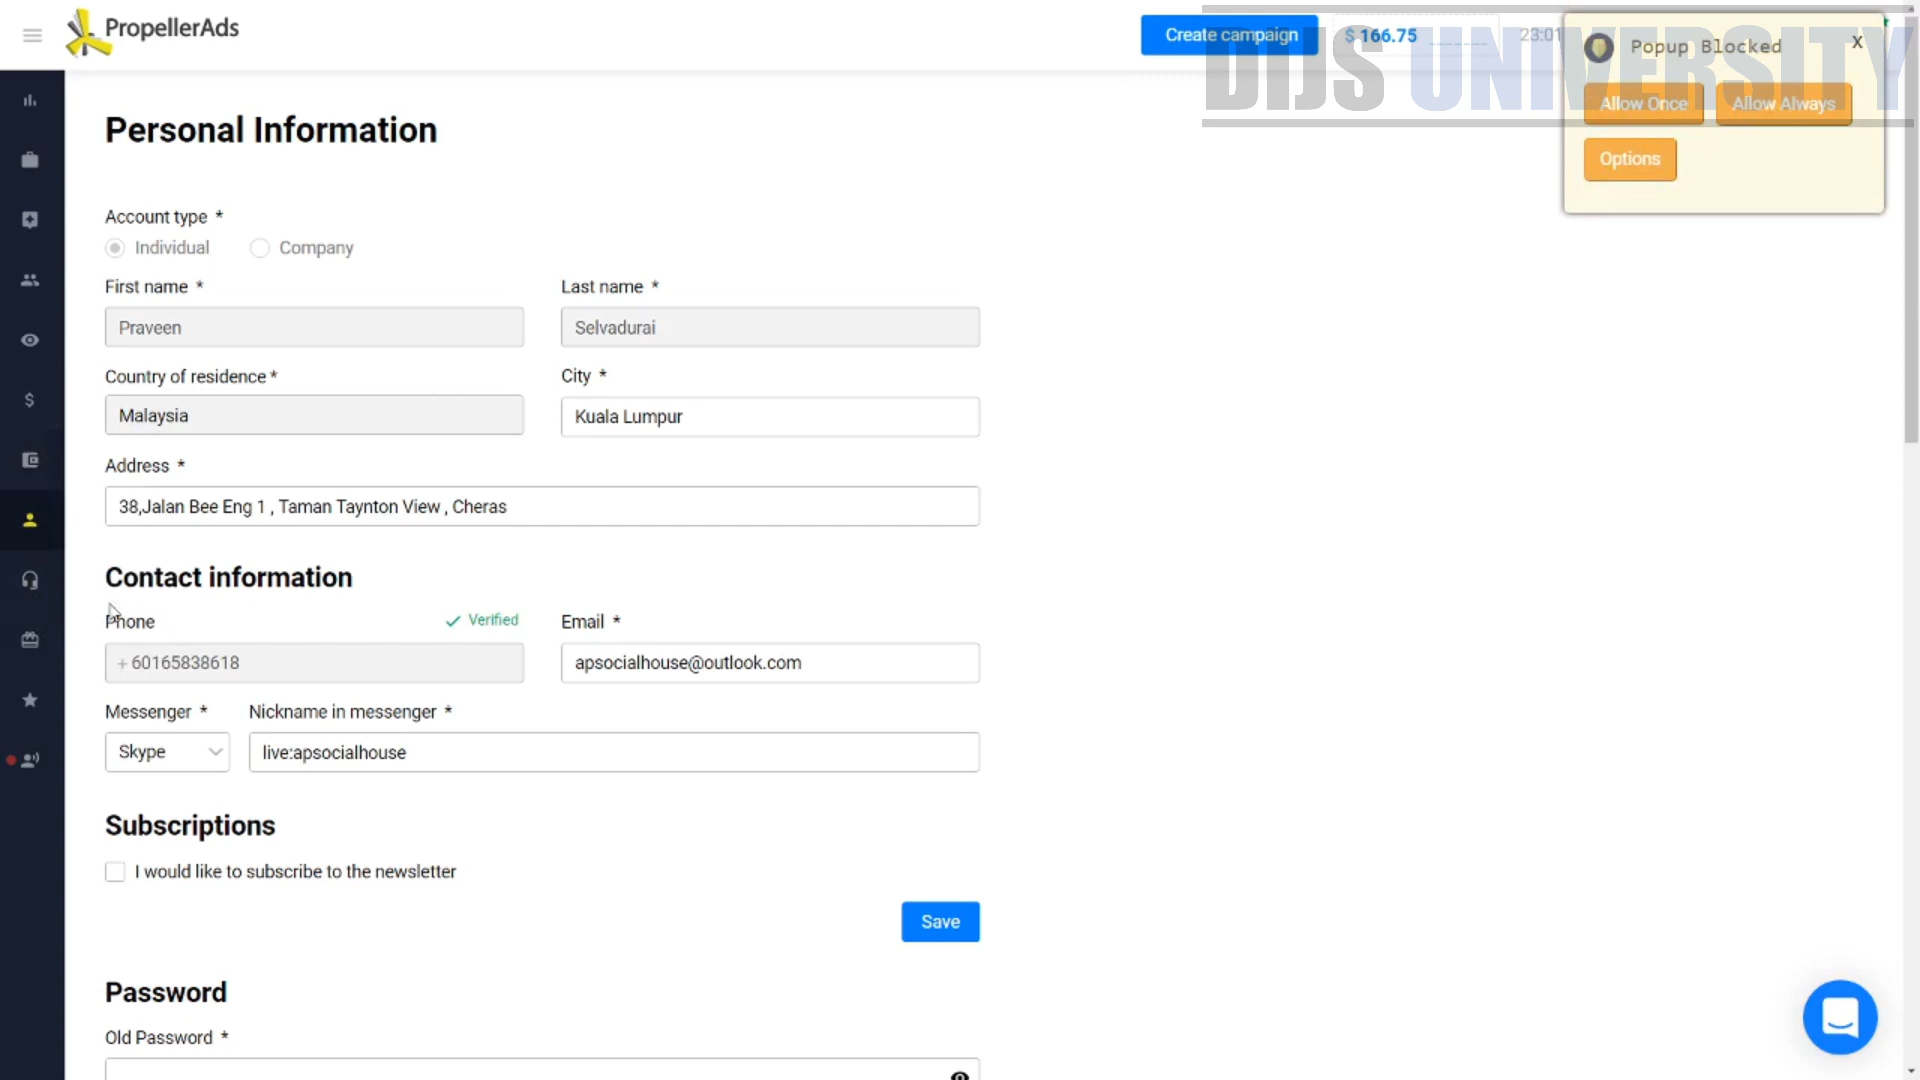 PropellerAds
Create campaign
$ 166.75
23:01
DIJS UNIVERSITY
Popup Blocked
X
Allow Once
Allow Always
Options
Personal Information
Account type *
Individual
Company
First name *
Last name *
Praveen
Selvadurai
Country of residence *
City *
Malaysia
Kuala Lumpur
Address *
38,Jalan Bee Eng 1 , Taman Taynton View , Cheras
Contact information
Phone
Verified
Email *
+ 60165838618
apsocialhouse@outlook.com
Messenger *
Nickname in messenger *
Skype
live:apsocialhouse
Subscriptions
I would like to subscribe to the newsletter
Save
Password
Old Password *